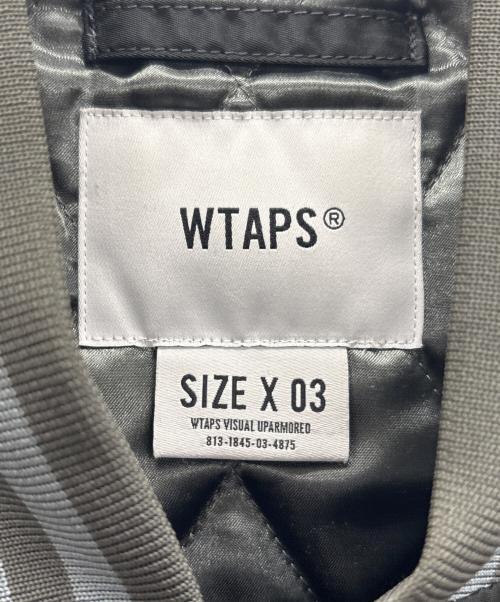 WTAPS®
SIZE X 03
WTAPS VISUAL UPARMORED
813-1845-03-4875